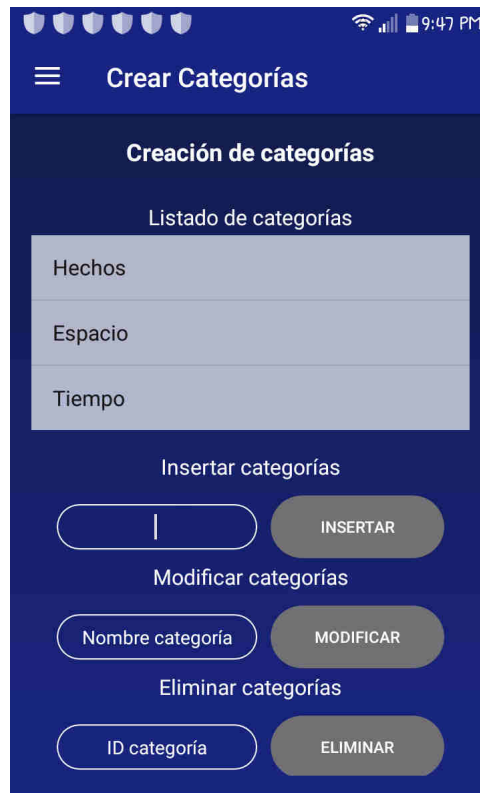 9:47 PM
Crear Categorías
Creación de categorías
Listado de categorías
Hechos
Espacio
Tiempo
Insertar categorías
INSERTAR
Modificar categorías
Nombre categoría MODIFICAR
Eliminar categorías
ID categoría ELIMINAR